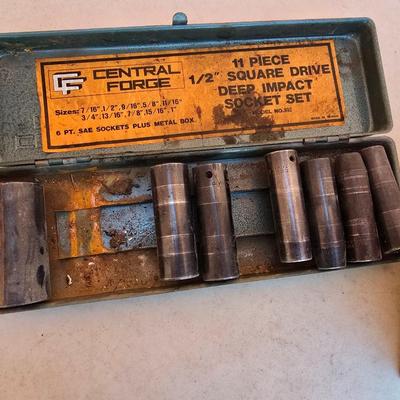 CF CENTRAL
FORGE
Sizes: 7/16", 1/2", 9/16", 5/8", 11/16"
3/4", 13/16", 7/8", 15/16", 1"
6 PT. SAE SOCKETS PLUS METAL BOX.
11 PIECE
1/2" SQUARE DRIVE
DEEP IMPACT
SOCKET SET
MODEL NO.